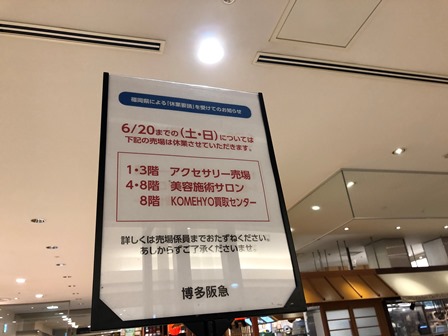 福岡県による「休業要請」を受けてのお知らせ
6/20までの(土・日)については
下記の売場は休業させていただきます。
1・3階 アクセサリー売場
4・8階 美容施術サロン
8階 KOMEHYO買取センター
詳しくは売場係員までおたずねください。
あしからずご了承くださいませ。
博多阪急